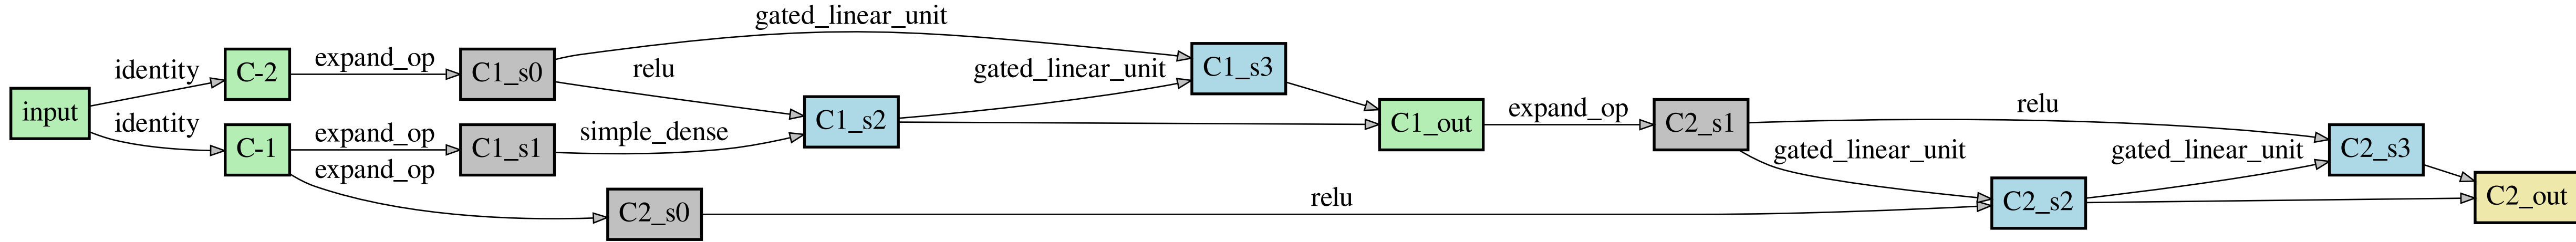 gated_linear_unit
identity
C-2
expand_op
C1_s0
relu
gated_linear_unit
C1_s3
input
identity
C-1
expand_op
expand_op
C1_s1
simple_dense
C1_s2
C1_out
expand_op
C2_s1
relu
gated_linear_unit
gated_linear_unit
C2_s3
C2_s0
relu
C2_s2
C2_out